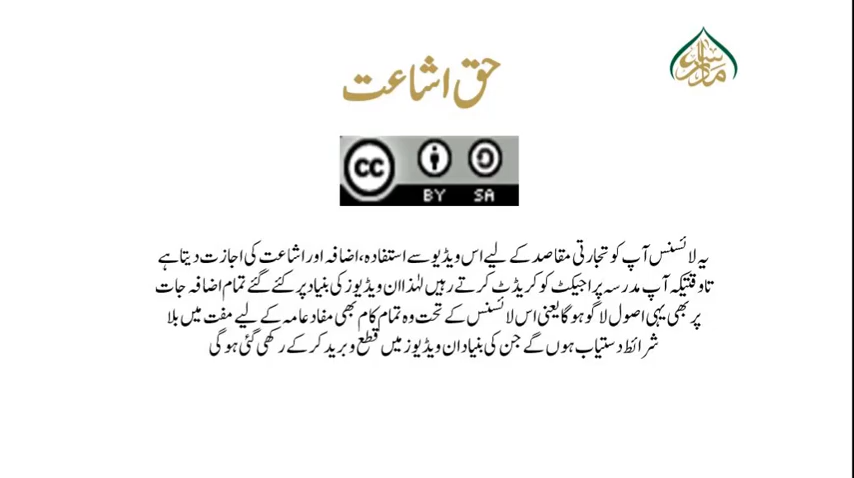 حق اشاعت
cc
BY SA
یہ لائسنس آپ کو تجارتی مقاصد کے لیے اس ویڈیو سے استفادہ، اضافہ اور اشاعت کی اجازت دیتا ہے
تاوقتیکہ آپ مدرسہ پراجیکٹ کو کریڈٹ کرتے رہیں لہٰذا ان ویڈیوز کی بنیاد پر کئے گئے تمام اضافہ جات
پر بھی یہی اصول لاگو ہو گا یعنی اس لائسنس کے تحت وہ تمام کام بھی مفاد عامہ کے لیے مفت میں بلا
شرائط دستیاب ہوں گے جن کی بنیاد ان ویڈیوز میں قطع و برید کر کے رکھی گئی ہو گی